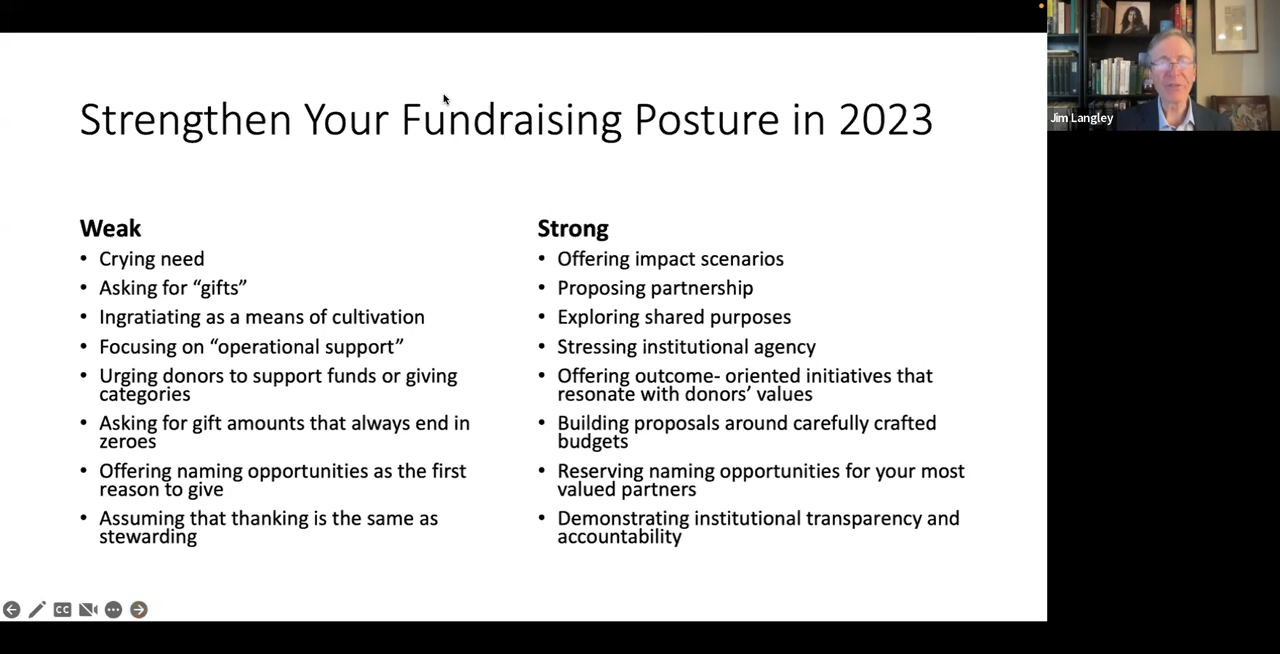 Strengthen Your Fundraising Posture in 2023
Jim Langley
Weak
• Crying need
• Asking for “gifts”
• Ingratiating as a means of cultivation
• Focusing on “operational support”
• Urging donors to support funds or giving
categories
• Asking for gift amounts that always end in
zeroes
• Offering naming opportunities as the first
reason to give
• Assuming that thanking is the same as
stewarding
Strong
• Offering impact scenarios
• Proposing partnership
• Exploring shared purposes
• Stressing institutional agency
• Offering outcome- oriented initiatives that
resonate with donors’ values
• Building proposals around carefully crafted
budgets
• Reserving naming opportunities for your most
valued partners
• Demonstrating institutional transparency and
accountability
CC